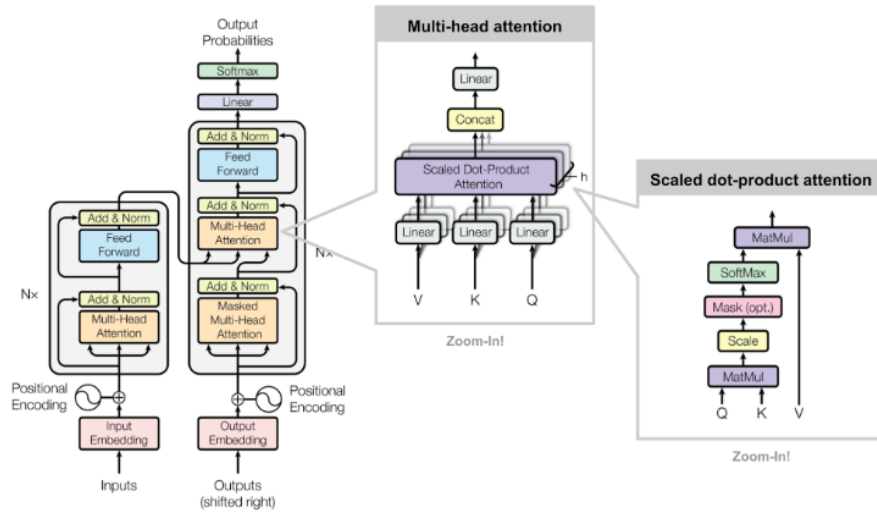 Output
Probabilities
Softmax
Linear
Add & Norm
Feed
Forward
Add & Norm
Multi-Head
Attention
Add & Norm
Masked
Multi-Head
Attention
Nx
Positional
Encoding
Output
Embedding
Outputs
(shifted right)
Add & Norm
Feed
Forward
Nx
Add & Norm
Multi-Head
Attention
Positional
Encoding
Input
Embedding
Inputs
Multi-head attention
Linear
Concat
Scaled Dot-Product
Attention
h
Linear
Linear
Linear
V
K
Q
Zoom-In!
Scaled dot-product attention
MatMul
SoftMax
Mask (opt.)
Scale
MatMul
Q
K
V
Zoom-In!